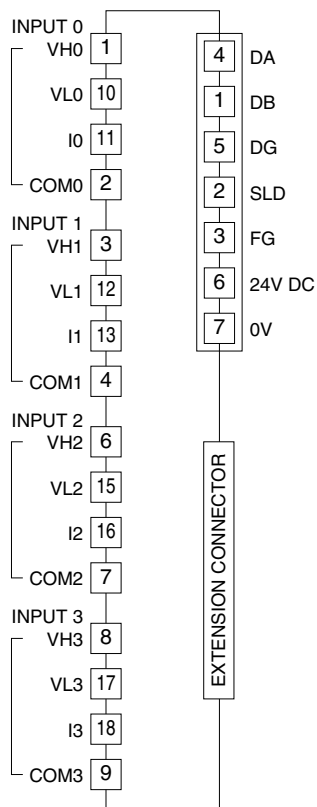 INPUT 0
VH0 1
VL0 10
I0 11
COM0 2
INPUT 1
VH1 3
VL1 12
I1 13
COM1 4
INPUT 2
VH2 6
VL2 15
I2 16
COM2 7
INPUT 3
VH3 8
VL3 17
I3 18
COM3 9
4 DA
1 DB
5 DG
2 SLD
3 FG
6 24V DC
7 0V
EXTENSION CONNECTOR